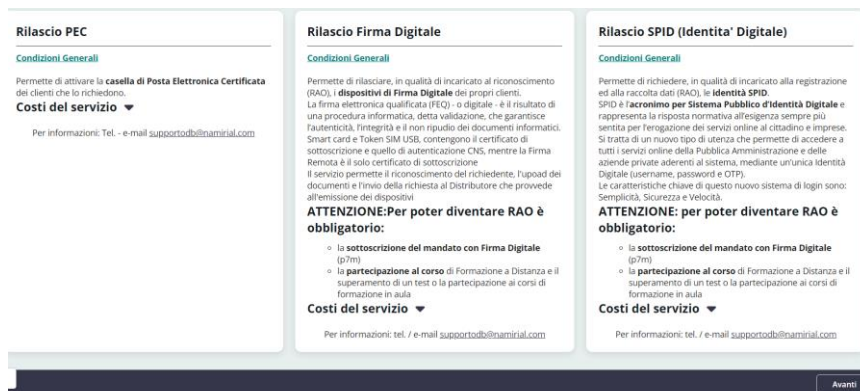 Rilascio PEC
Condizioni Generali
Permette di attivare la casella di Posta Elettronica Certificata
dei clienti che lo richiedono.
Costi del servizio
Per informazioni: Tel. - e-mail supportodb@namirial.com
Rilascio Firma Digitale
Condizioni Generali
Permette di rilasciare, in qualità di incaricato al riconoscimento
(RAO), i dispositivi di Firma Digitale dei propri clienti.
La firma elettronica qualificata (FEQ) - o digitale - è il risultato di
una procedura informatica, detta validazione, che garantisce
l'autenticità, l'integrità e il non ripudio dei documenti informatici.
Smart card e Token SIM USB, contengono il certificato di
sottoscrizione e quello di autenticazione CNS, mentre la Firma
Remota è il solo certificato di sottoscrizione
Il servizio permette il riconoscimento del richiedente, l'upoad dei
documenti e l'invio della richiesta al Distributore che provvede
all'emissione dei dispositivi
ATTENZIONE:Per poter diventare RAO è
obbligatorio:
la sottoscrizione del mandato con Firma Digitale
(p7m)
la partecipazione al corso di Formazione a Distanza e il
superamento di un test o la partecipazione ai corsi di
formazione in aula
Costi del servizio
Per informazioni: tel. / e-mail supportodb@namirial.com
Rilascio SPID (Identita' Digitale)
Condizioni Generali
Permette di richiedere, in qualità di incaricato alla registrazione
ed alla raccolta dati (RAO), le identità SPID.
SPID è l'acronimo per Sistema Pubblico d'Identità Digitale e
rappresenta la risposta normativa all'esigenza sempre più
sentita per l'erogazione dei servizi online al cittadino e imprese.
Si tratta di un nuovo tipo di utenza che permette di accedere a
tutti i servizi online della Pubblica Amministrazione e delle
aziende private aderenti al sistema, mediante un'unica Identità
Digitale (username, password e OTP).
Le caratteristiche chiave di questo nuovo sistema di login sono:
Semplicità, Sicurezza e Velocità.
ATTENZIONE: per poter diventare RAO è
obbligatorio:
la sottoscrizione del mandato con Firma Digitale
(p7m)
la partecipazione al corso di Formazione a Distanza e il
superamento di un test o la partecipazione ai corsi di
formazione in aula
Costi del servizio
Per informazioni: tel. / e-mail supportodb@namirial.com
Avanti